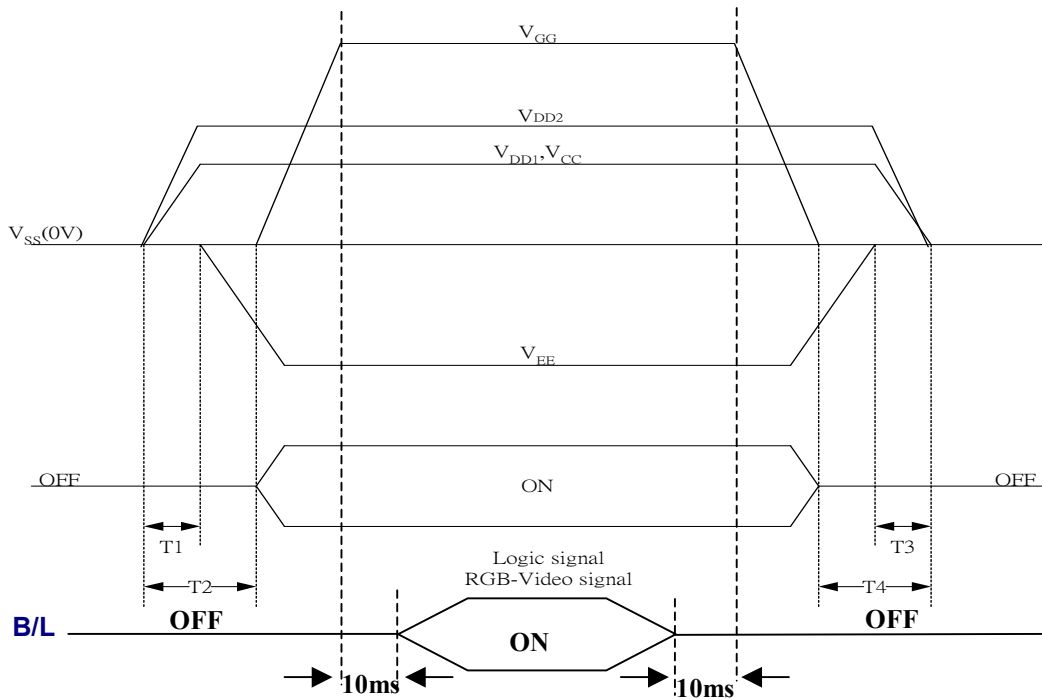 VGG
VDD2
VDD1,VCC
VSS(0V)
VEE
OFF
ON
OFF
T1
T3
Logic signal
RGB-Video signal
T2
T4
OFF
OFF
B/L
ON
10ms
10ms